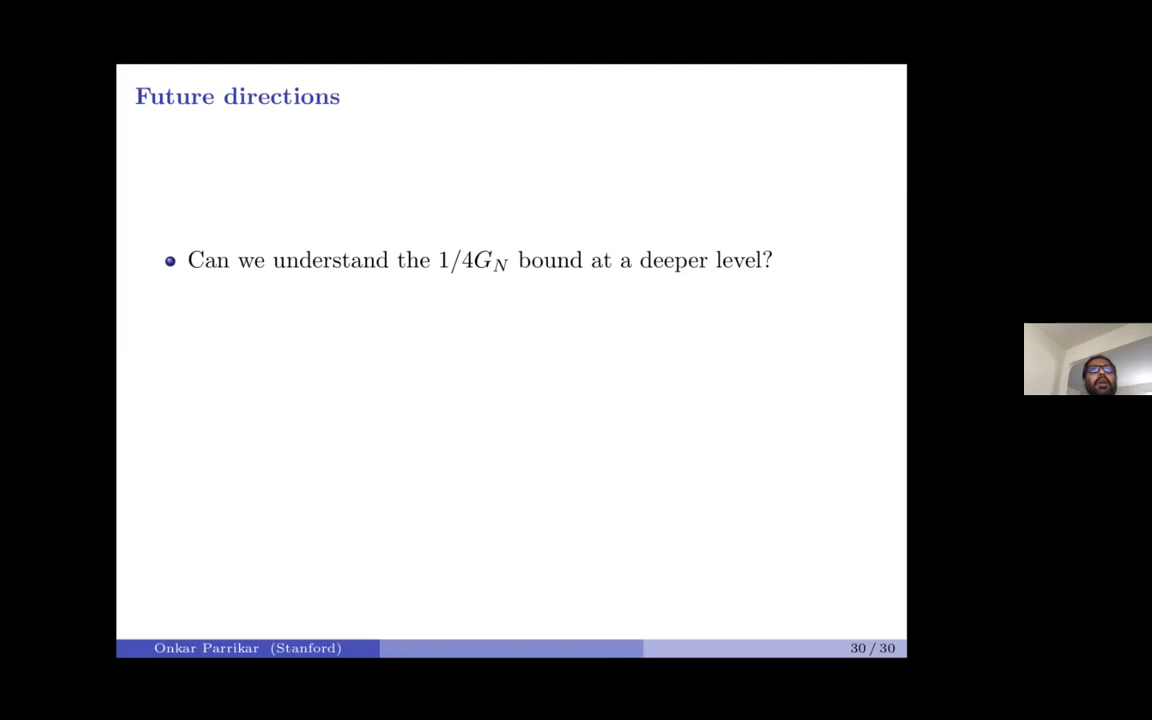 Future directions
Can we understand the 1/4G_N bound at a deeper level?
Onkar Parrikar (Stanford)
30 / 30